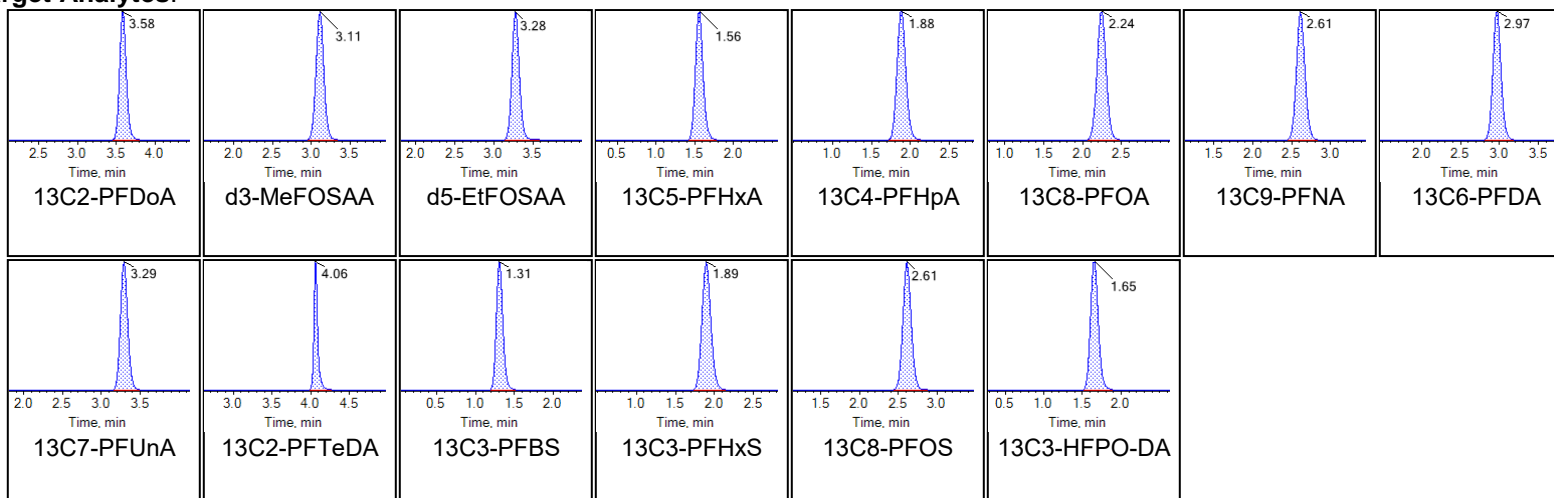 rget Analytes:
3.58 3.11 3.28 1.56 1.88 2.24 2.61 2.97
2.5 3.0 3.5 4.0 2.0 2.5 3.0 3.5 2.0 2.5 3.0 3.5 0.5 1.0 1.5 2.0 1.0 1.5 2.0 2.5 1.0 1.5 2.0 2.5 1.5 2.0 2.5 3.0 2.0 2.5 3.0 3.5
Time, min Time, min Time, min Time, min Time, min Time, min Time, min Time, min
13C2-PFDoA d3-MeFOSAA d5-EtFOSAA 13C5-PFHxA 13C4-PFHpA 13C8-PFOA 13C9-PFNA 13C6-PFDA
3.29 4.06 1.31 1.89 2.61 1.65
2.0 2.5 3.0 3.5 3.0 3.5 4.0 4.5 0.5 1.0 1.5 2.0 1.0 1.5 2.0 2.5 1.5 2.0 2.5 3.0 0.5 1.0 1.5 2.0
Time, min Time, min Time, min Time, min Time, min Time, min
13C7-PFUnA 13C2-PFTeDA 13C3-PFBS 13C3-PFHxS 13C8-PFOS 13C3-HFPO-DA